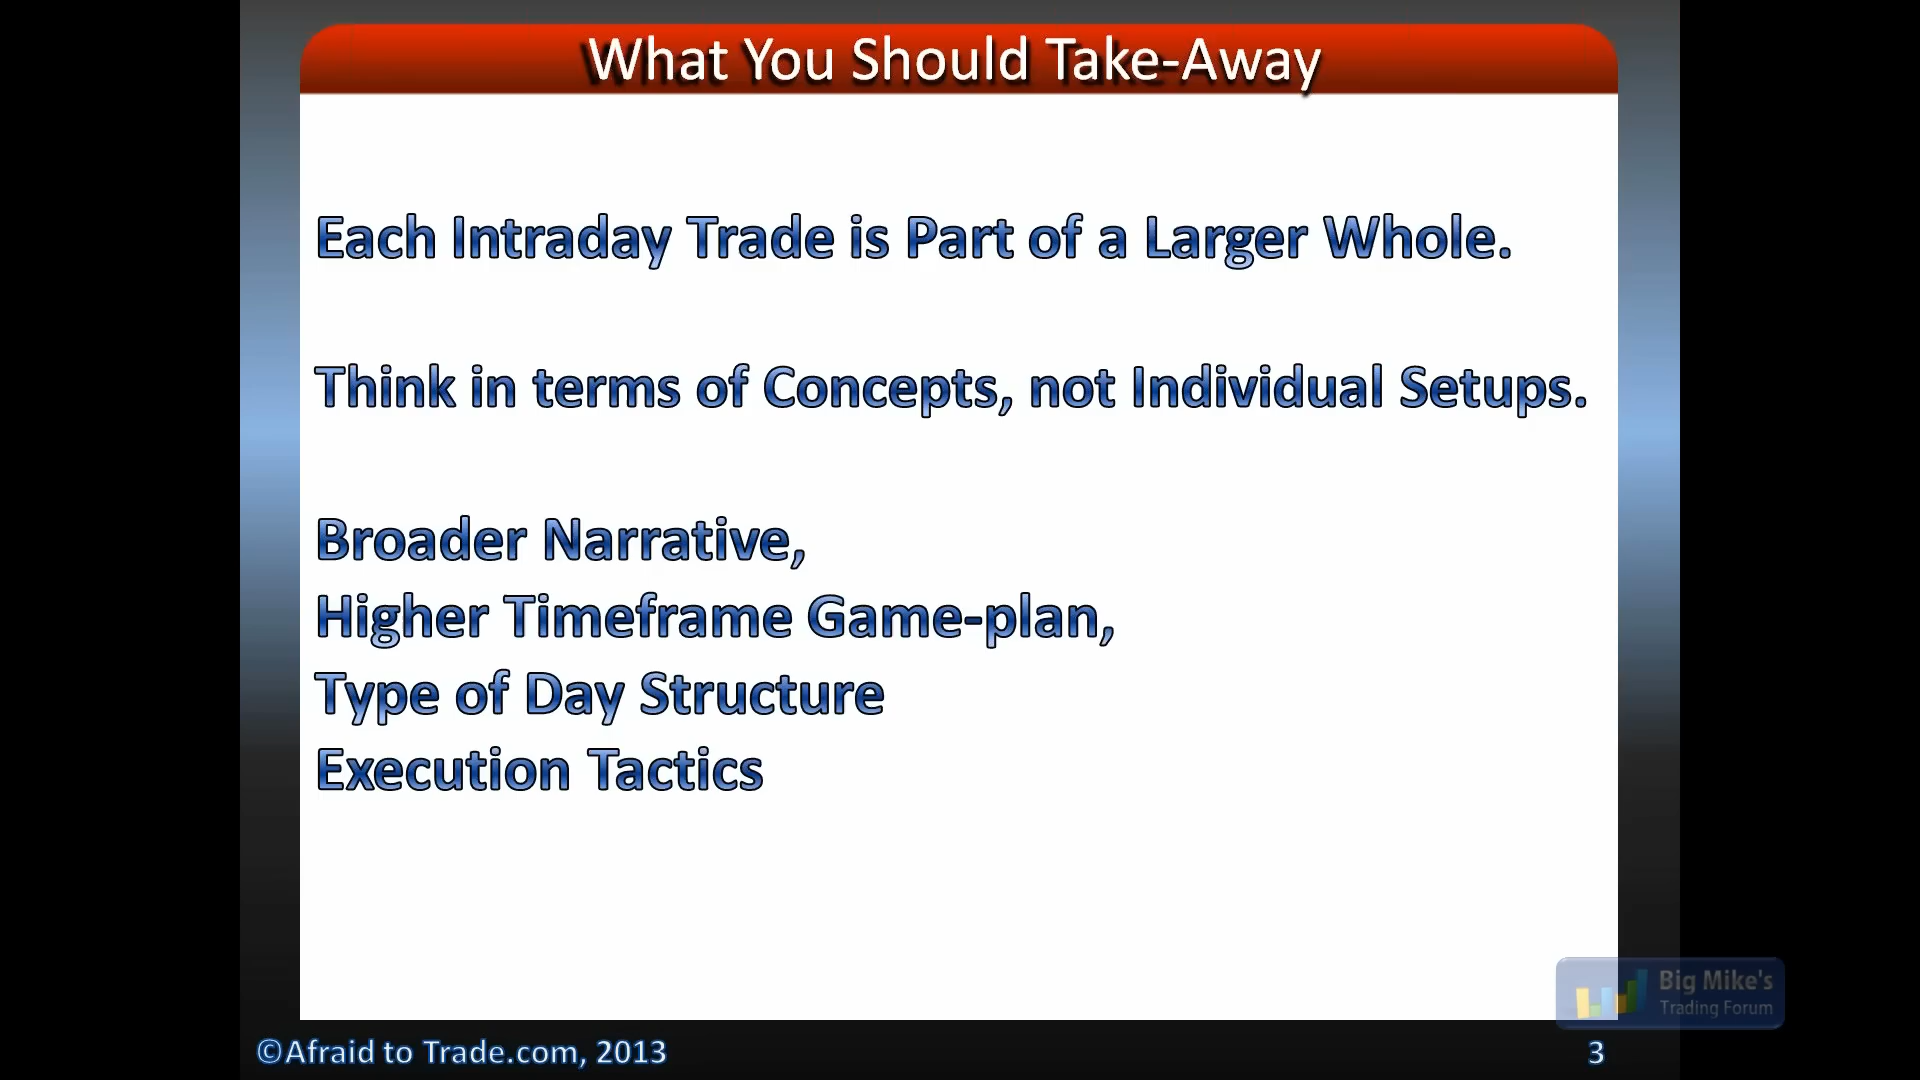 What You Should Take-Away
Each Intraday Trade is Part of a Larger Whole.
Think in terms of Concepts, not Individual Setups.
Broader Narrative,
Higher Timeframe Game-plan,
Type of Day Structure
Execution Tactics
Big Mike's
Trading Forum
©Afraid to Trade.com, 2013
3